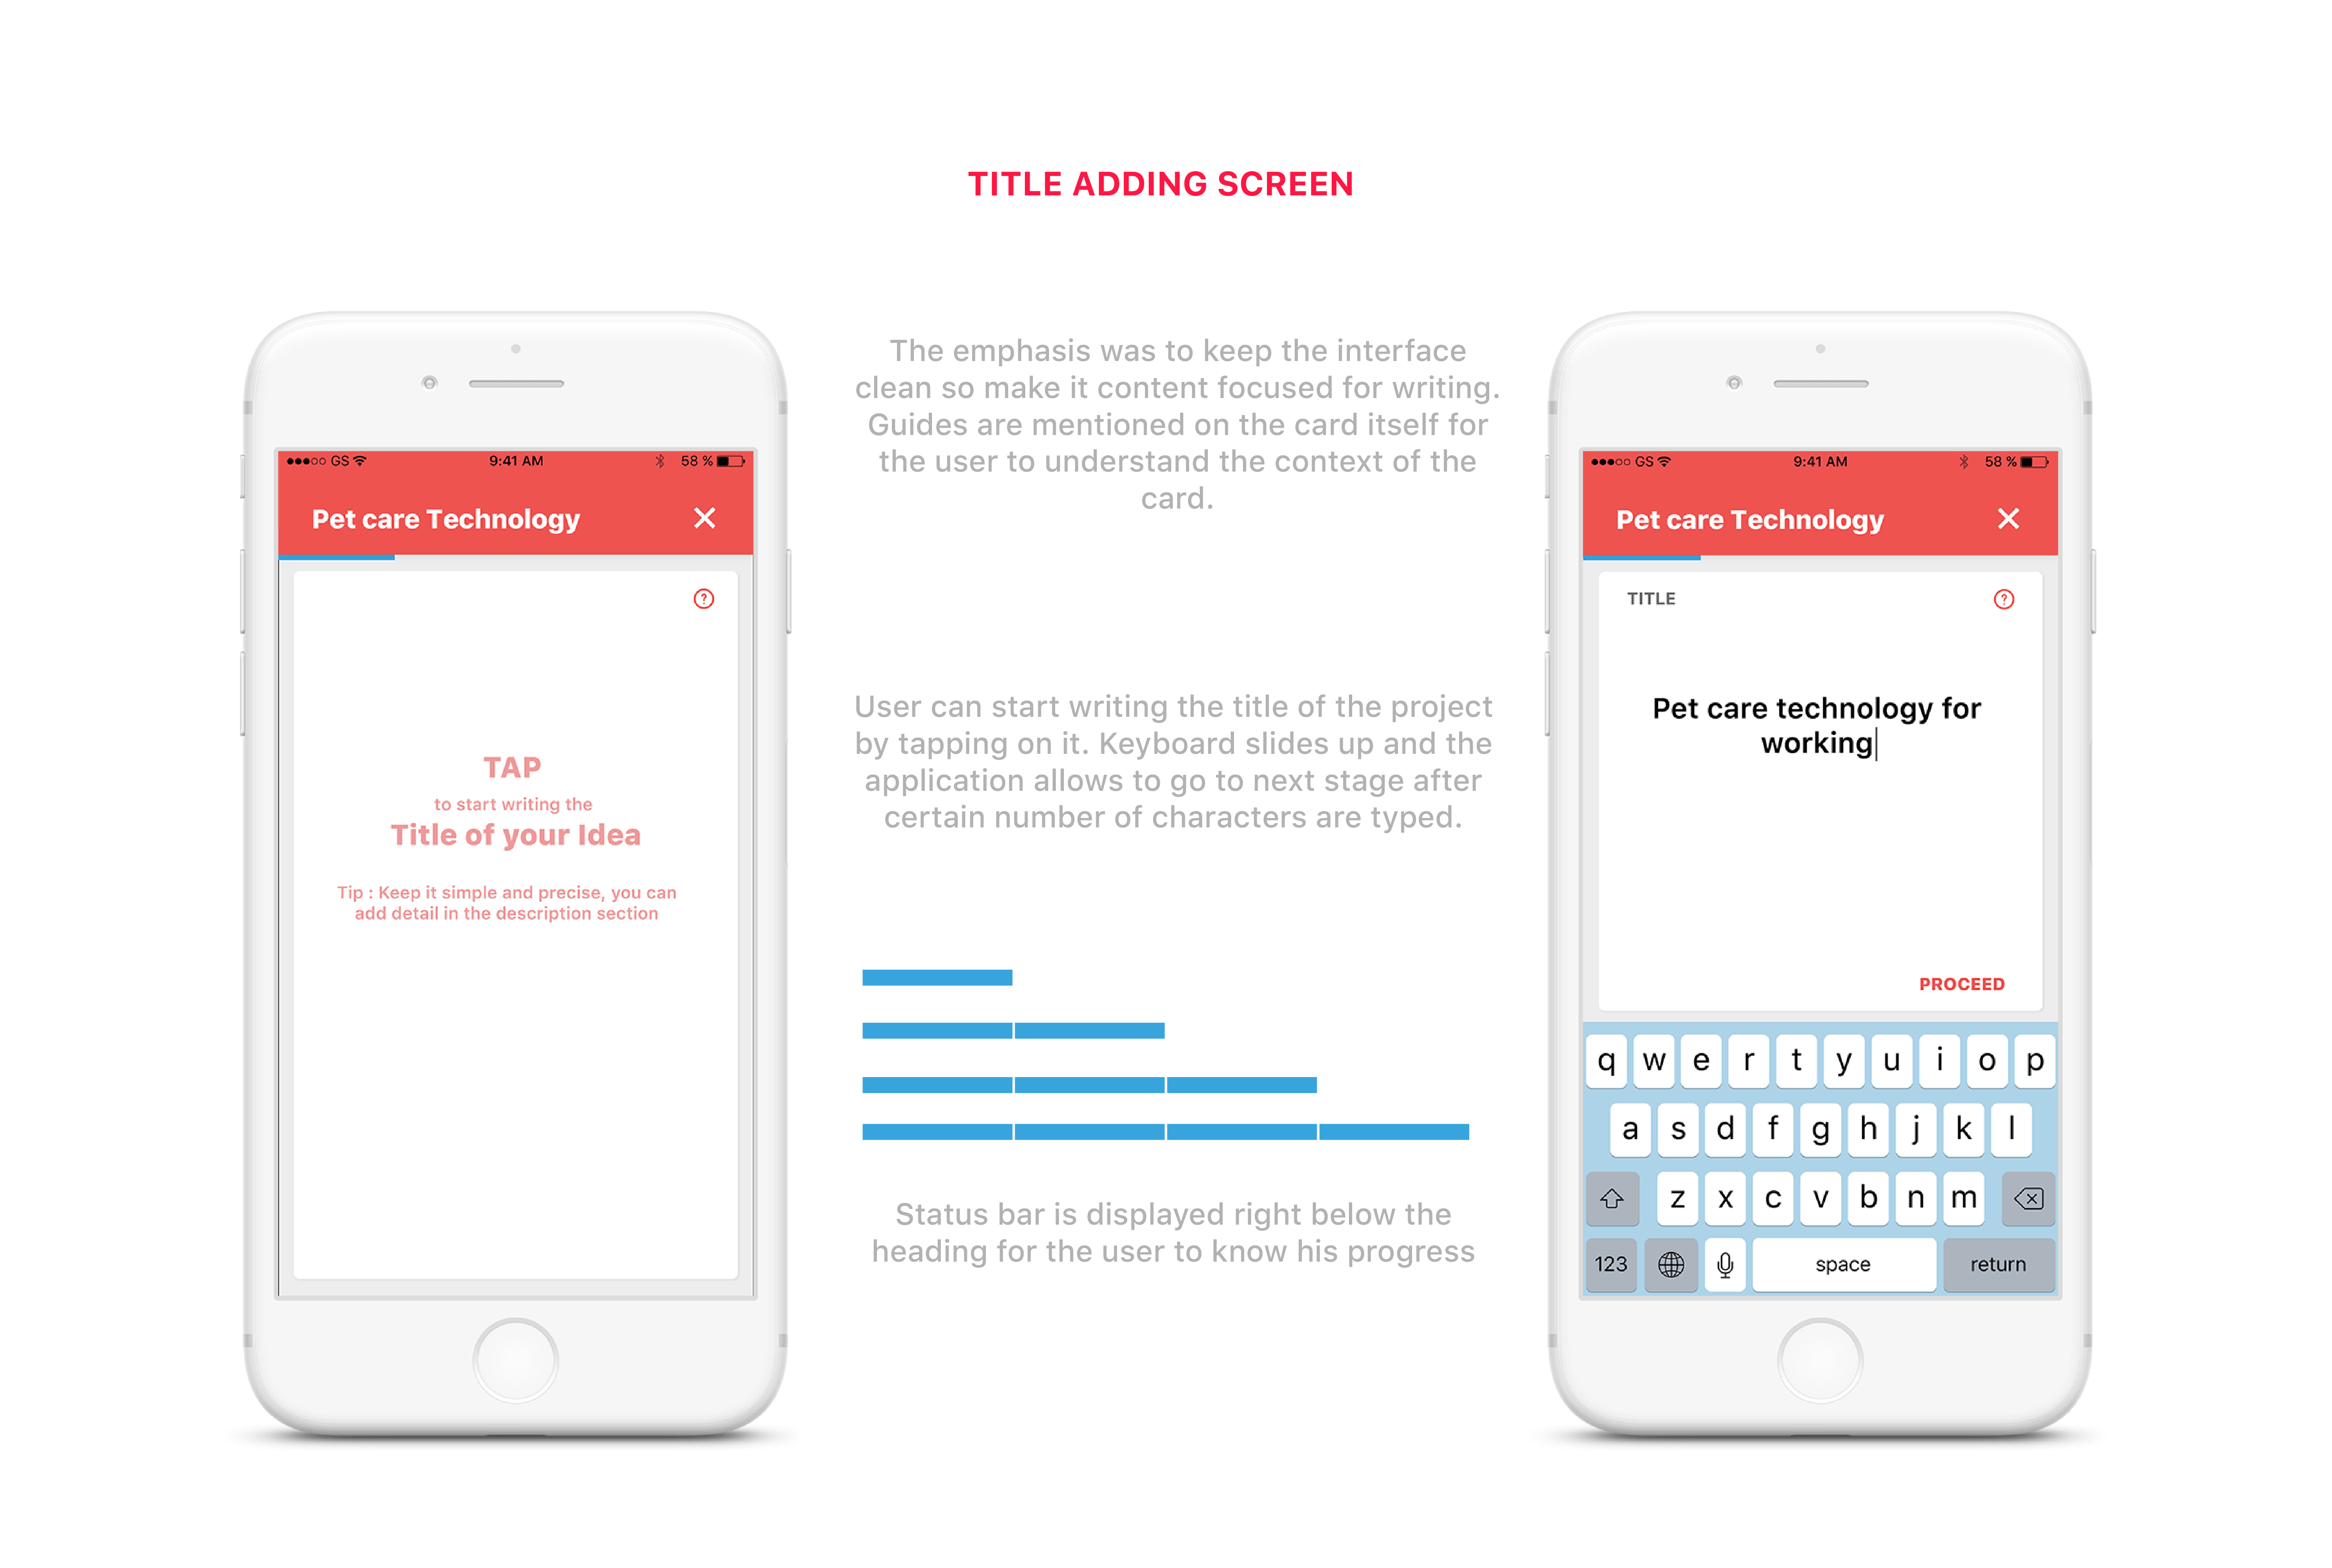 TITLE ADDING SCREEN
GS
9:41 AM
58 %
Pet care Technology
TAP
to start writing the
Title of your Idea
Tip : Keep it simple and precise, you can
add detail in the description section
The emphasis was to keep the interface
clean so make it content focused for writing.
Guides are mentioned on the card itself for
the user to understand the context of the
card.
User can start writing the title of the project
by tapping on it. Keyboard slides up and the
application allows to go to next stage after
certain number of characters are typed.
Status bar is displayed right below the
heading for the user to know his progress
GS
9:41 AM
58 %
Pet care Technology
TITLE
Pet care technology for
working
PROCEED
q w e r t y u i o p
a s d f g h j k l
z x c v b n m
123 space return